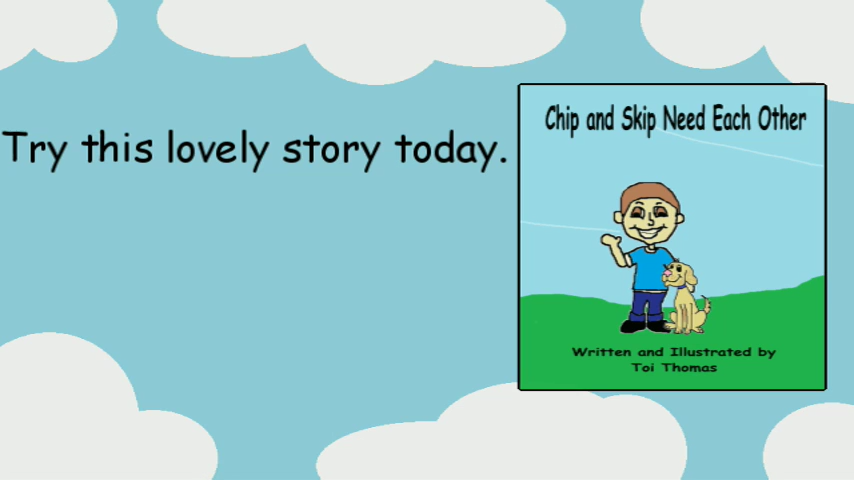 Try this lovely story today.
Chip and Skip Need Each Other
Written and Illustrated by
Toi Thomas